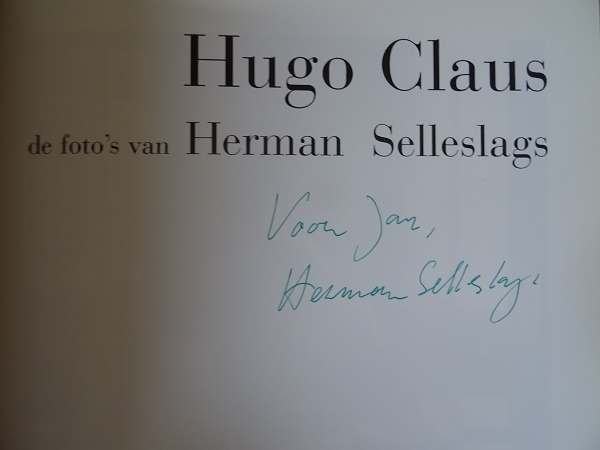 Hugo Claus
de foto's van Herman Selleslags
Voor Jan,
Herman Selleslags